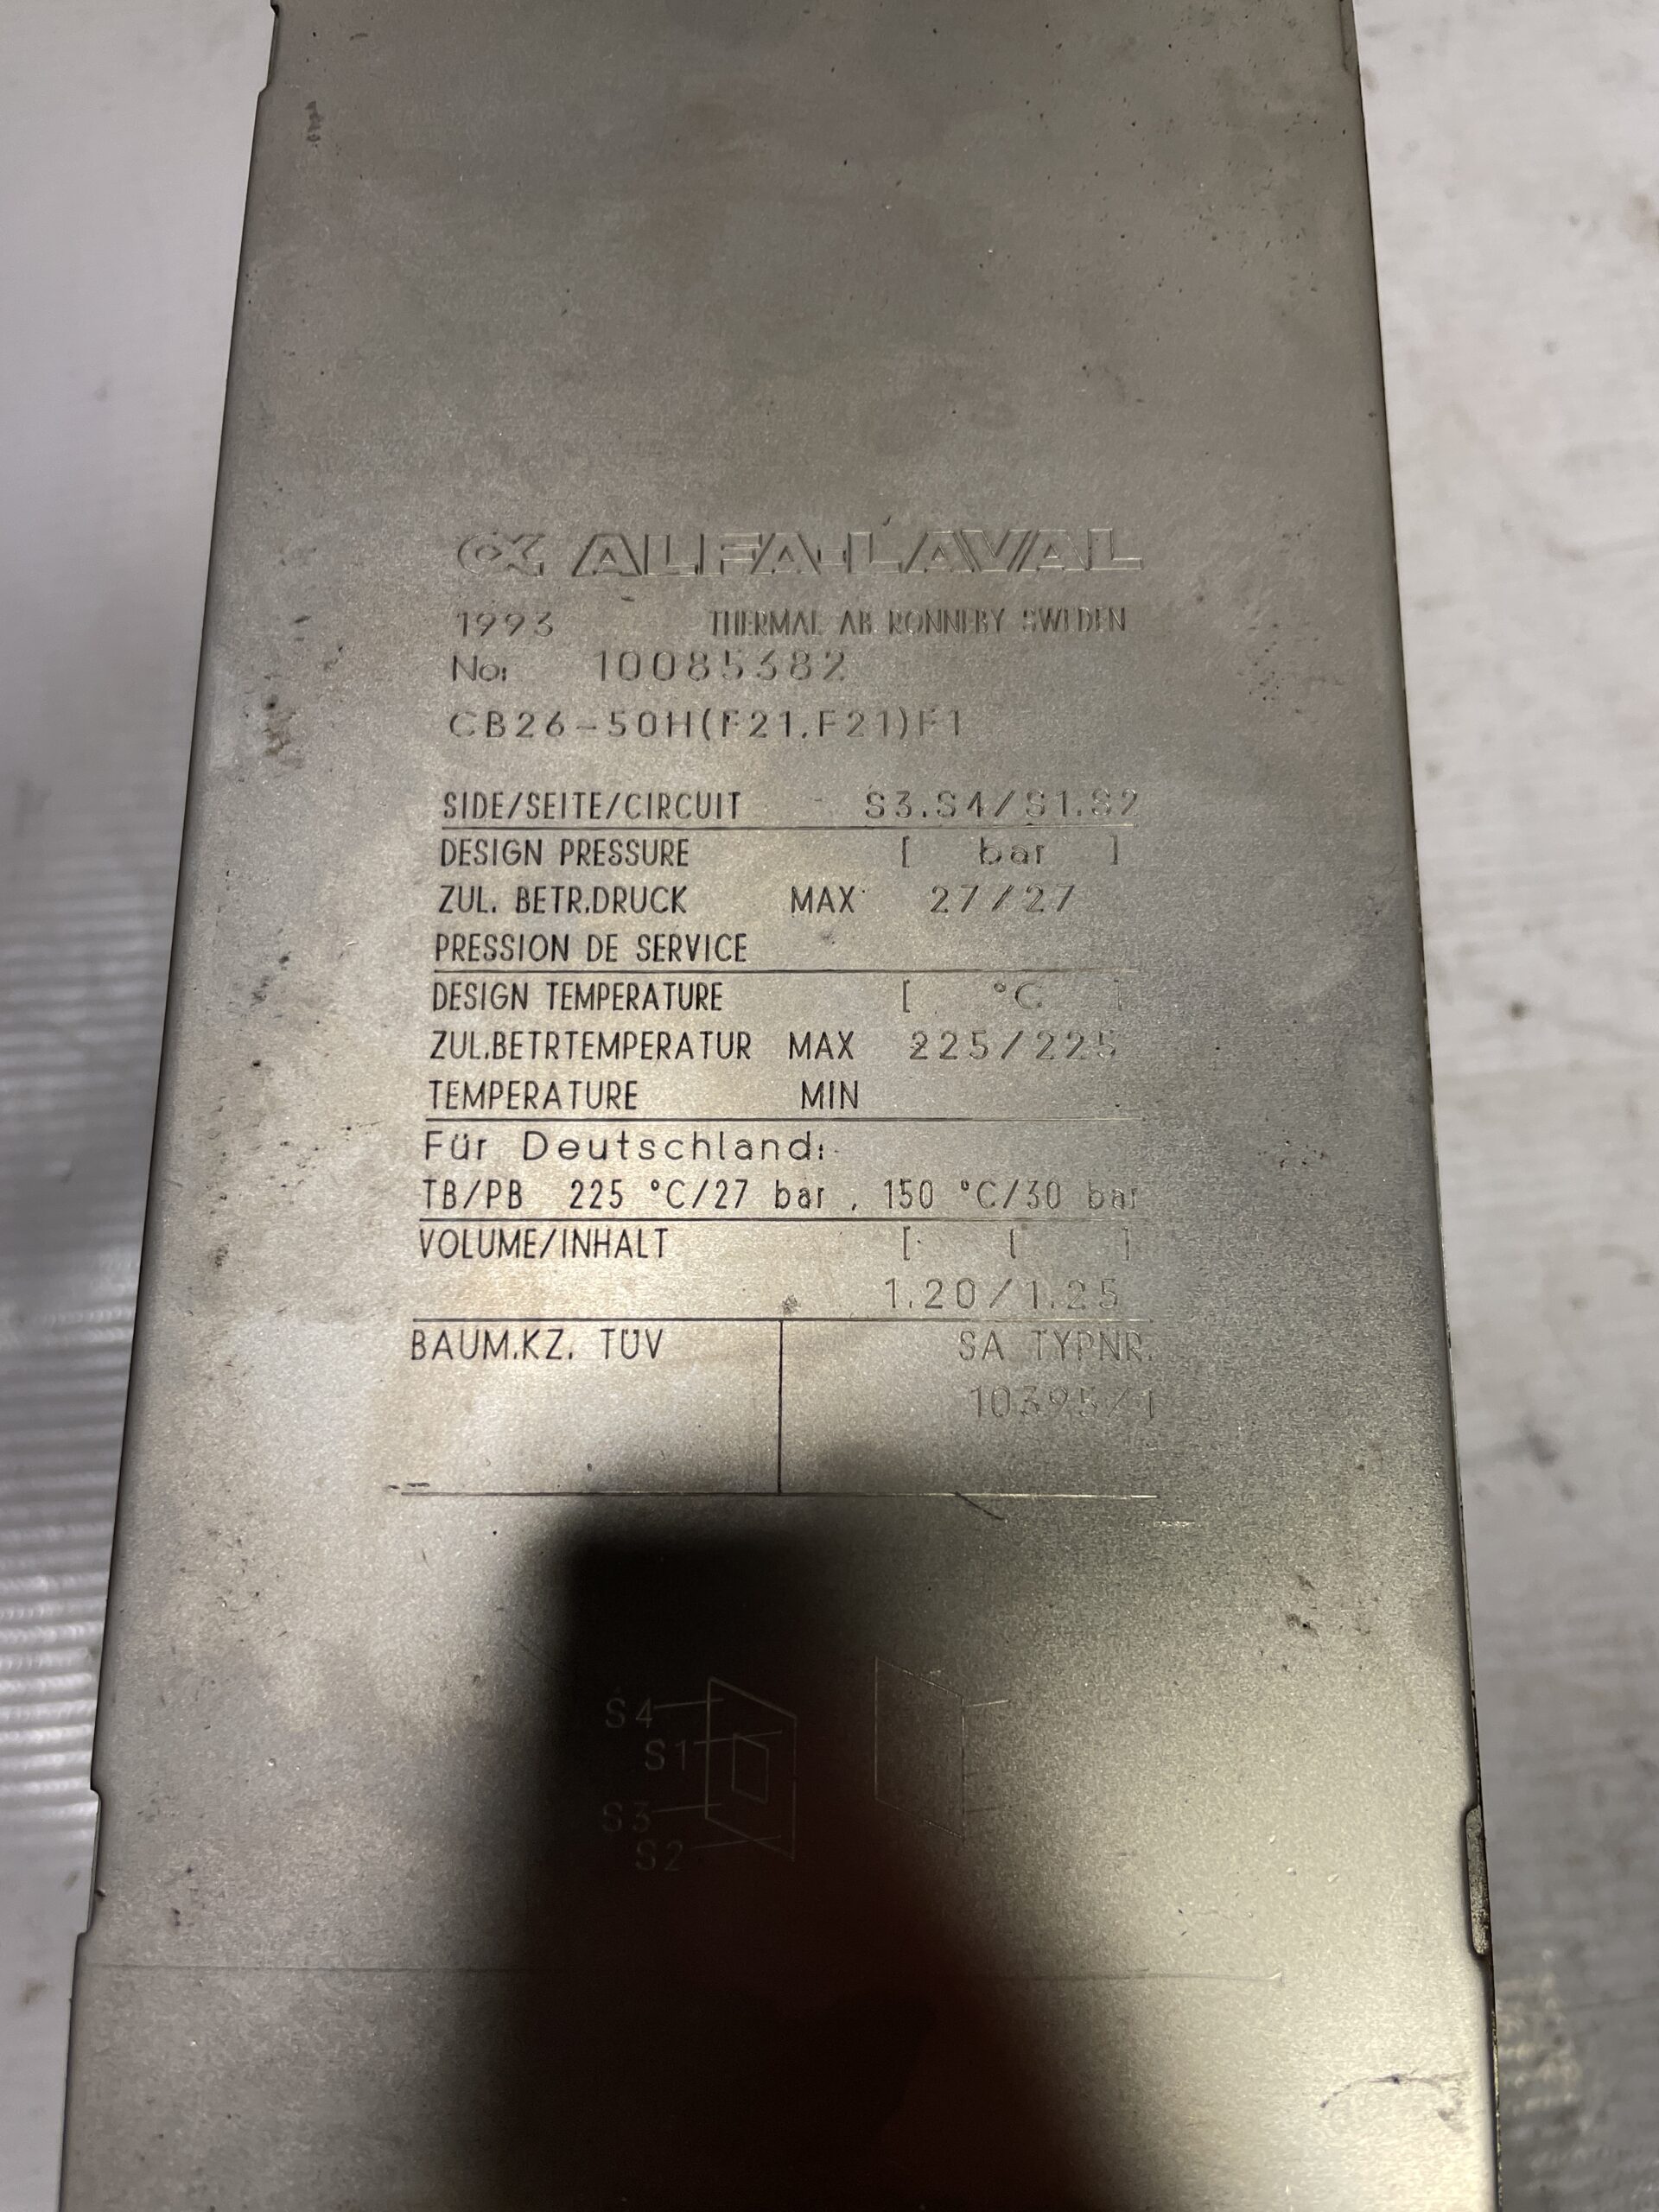 α ALFA-LAVAL
1993 THERMAL AB. RONNEBY SWEDEN
No: 10085382
CB26-50H(F21,F21)F1
SIDE/SEITE/CIRCUIT S3.S4/S1.S2
DESIGN PRESSURE [ bar ]
ZUL. BETR.DRUCK MAX 27/27
PRESSION DE SERVICE
DESIGN TEMPERATURE [ °C ]
ZUL.BETRTEMPERATUR MAX 225/225
TEMPERATURE MIN
Für Deutschland:
TB/PB 225 °C/27 bar , 150 °C/30 bar
VOLUME/INHALT [ l ]
1.20/1.25
BAUM.KZ. TÜV SA TYPNR.
10395/1
S4
S1
S3
S2